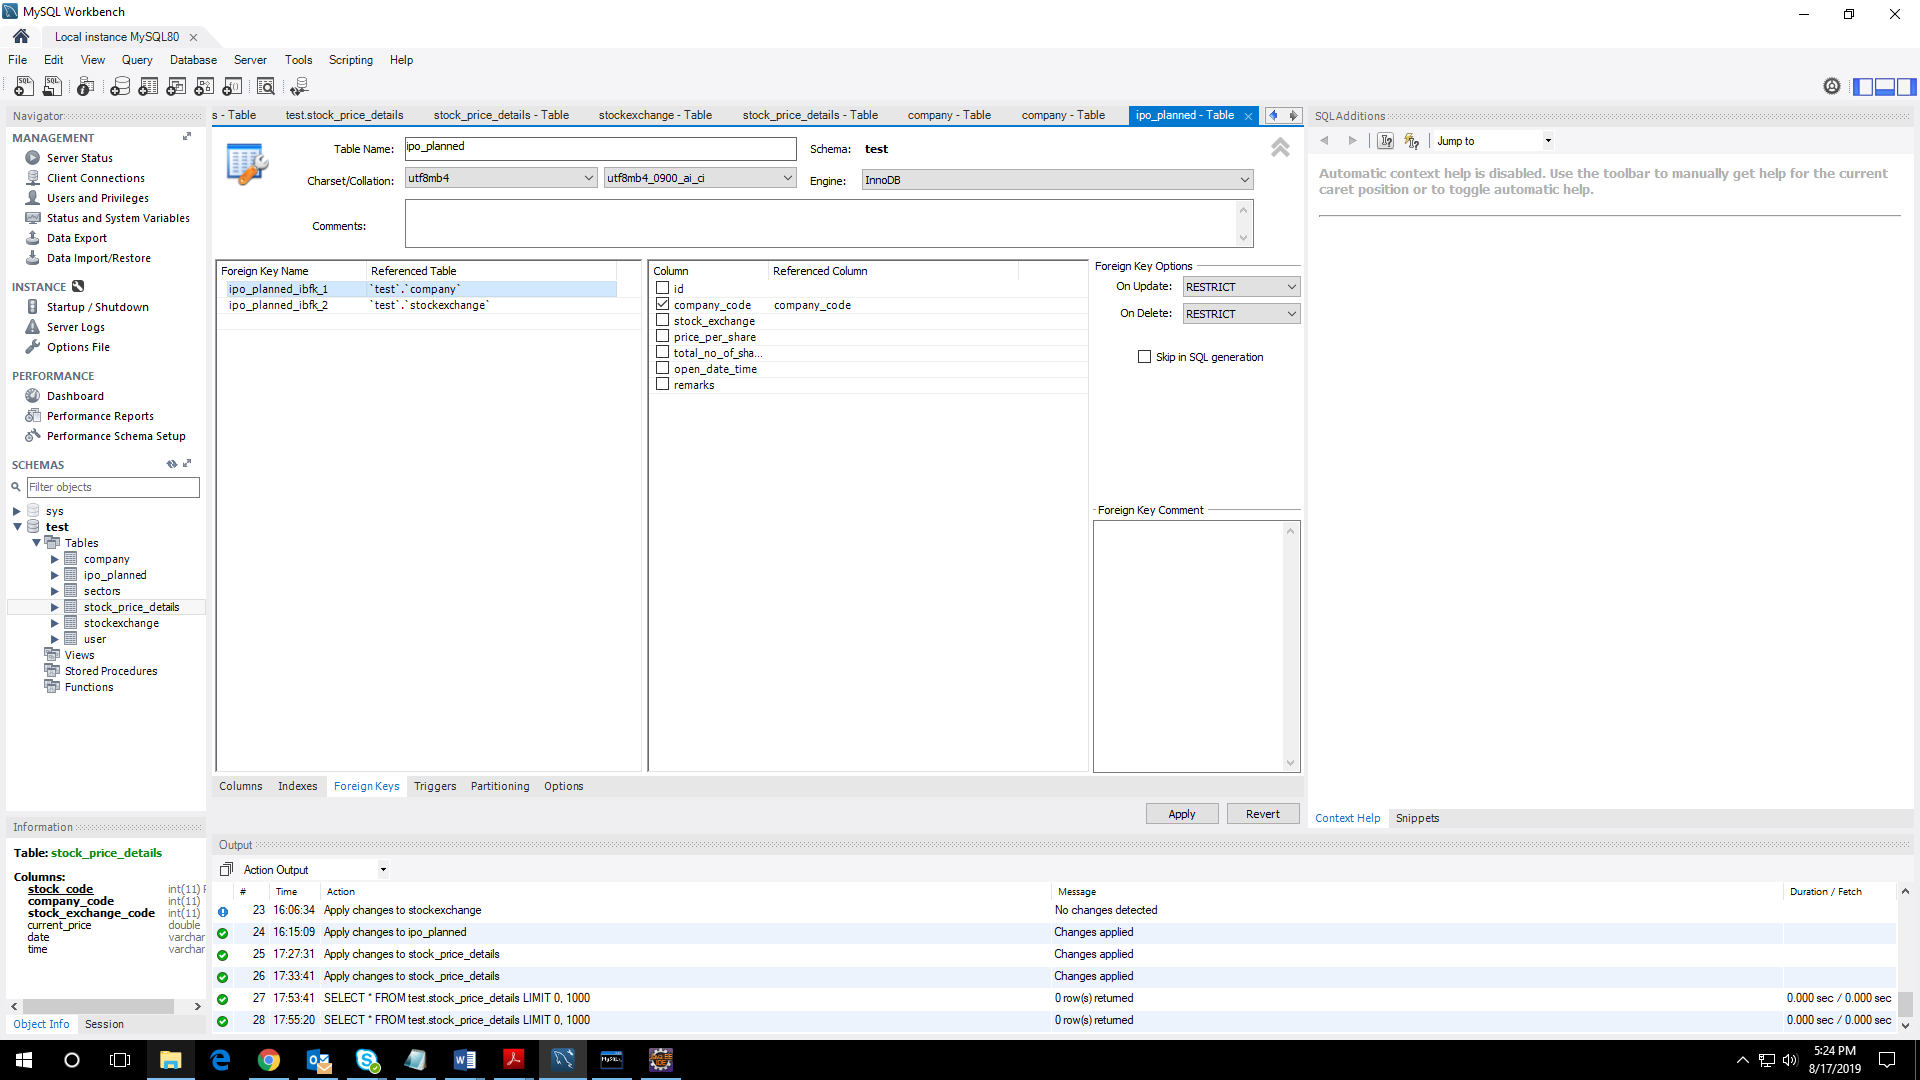 MySQL Workbench
Local instance MySQL80
File Edit View Query Database Server Tools Scripting Help
Navigator
MANAGEMENT
Server Status
Client Connections
Users and Privileges
Status and System Variables
Data Export
Data Import/Restore
INSTANCE
Startup / Shutdown
Server Logs
Options File
PERFORMANCE
Dashboard
Performance Reports
Performance Schema Setup
SCHEMAS
Filter objects
sys
test
Tables
company
ipo_planned
sectors
stock_price_details
stockexchange
user
Views
Stored Procedures
Functions
Information
Table: stock_price_details
Columns:
stock_code int(11) P
company_code int(11)
stock_exchange_code int(11)
current_price double
date varchar
time varchar
Object Info Session
s - Table test.stock_price_details stock_price_details - Table stockexchange - Table stock_price_details - Table company - Table company - Table ipo_planned - Table
Table Name: ipo_planned Schema: test
Charset/Collation: utf8mb4 utf8mb4_0900_ai_ci Engine: InnoDB
Comments:
Foreign Key Name Referenced Table
ipo_planned_ibfk_1 `test`.`company`
ipo_planned_ibfk_2 `test`.`stockexchange`
Column Referenced Column
id
company_code company_code
stock_exchange
price_per_share
total_no_of_sha...
open_date_time
remarks
Foreign Key Options
On Update: RESTRICT
On Delete: RESTRICT
Skip in SQL generation
Foreign Key Comment
Columns Indexes Foreign Keys Triggers Partitioning Options
Apply Revert
SQLAdditions
Jump to
Automatic context help is disabled. Use the toolbar to manually get help for the current
caret position or to toggle automatic help.
Context Help Snippets
Output
Action Output
# Time Action Message Duration / Fetch
23 16:06:34 Apply changes to stockexchange No changes detected
24 16:15:09 Apply changes to ipo_planned Changes applied
25 17:27:31 Apply changes to stock_price_details Changes applied
26 17:33:41 Apply changes to stock_price_details Changes applied
27 17:53:41 SELECT * FROM test.stock_price_details LIMIT 0, 1000 0 row(s) returned 0.000 sec / 0.000 sec
28 17:55:20 SELECT * FROM test.stock_price_details LIMIT 0, 1000 0 row(s) returned 0.000 sec / 0.000 sec
5:24 PM
8/17/2019